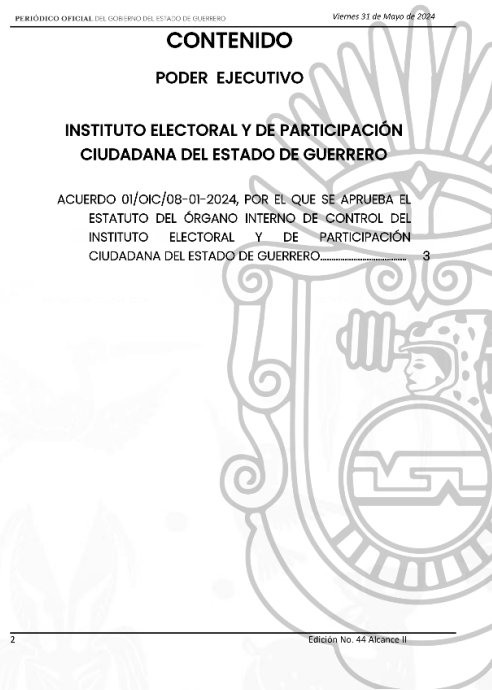 PERIÓDICO OFICIAL DEL GOBIERNO DEL ESTADO DE GUERRERO Viernes 31 de Mayo de 2024
CONTENIDO
PODER EJECUTIVO
INSTITUTO ELECTORAL Y DE PARTICIPACIÓN
CIUDADANA DEL ESTADO DE GUERRERO
ACUERDO 01/OIC/08-01-2024, POR EL QUE SE APRUEBA EL
ESTATUTO DEL ÓRGANO INTERNO DE CONTROL DEL
INSTITUTO ELECTORAL Y DE PARTICIPACIÓN
CIUDADANA DEL ESTADO DE GUERRERO.................................... 3
2 Edición No. 44 Alcance II